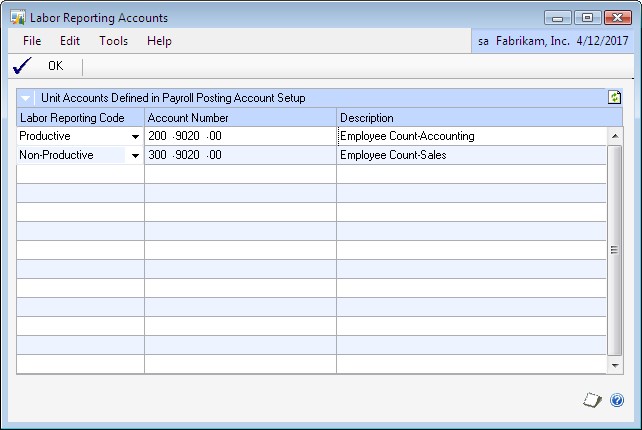 Labor Reporting Accounts
File Edit Tools Help sa Fabrikam, Inc. 4/12/2017
OK
Unit Accounts Defined in Payroll Posting Account Setup
Labor Reporting Code Account Number Description
Productive 200 -9020 -00 Employee Count-Accounting
Non-Productive 300 -9020 -00 Employee Count-Sales